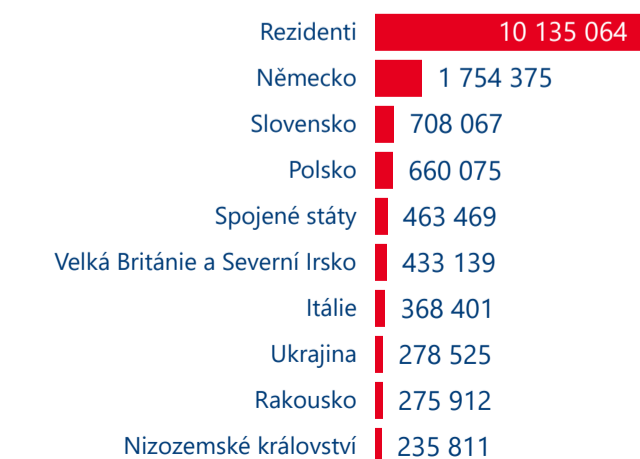 Rezidenti 10 135 064
Německo 1 754 375
Slovensko 708 067
Polsko 660 075
Spojené státy 463 469
Velká Británie a Severní Irsko 433 139
Itálie 368 401
Ukrajina 278 525
Rakousko 275 912
Nizozemské království 235 811